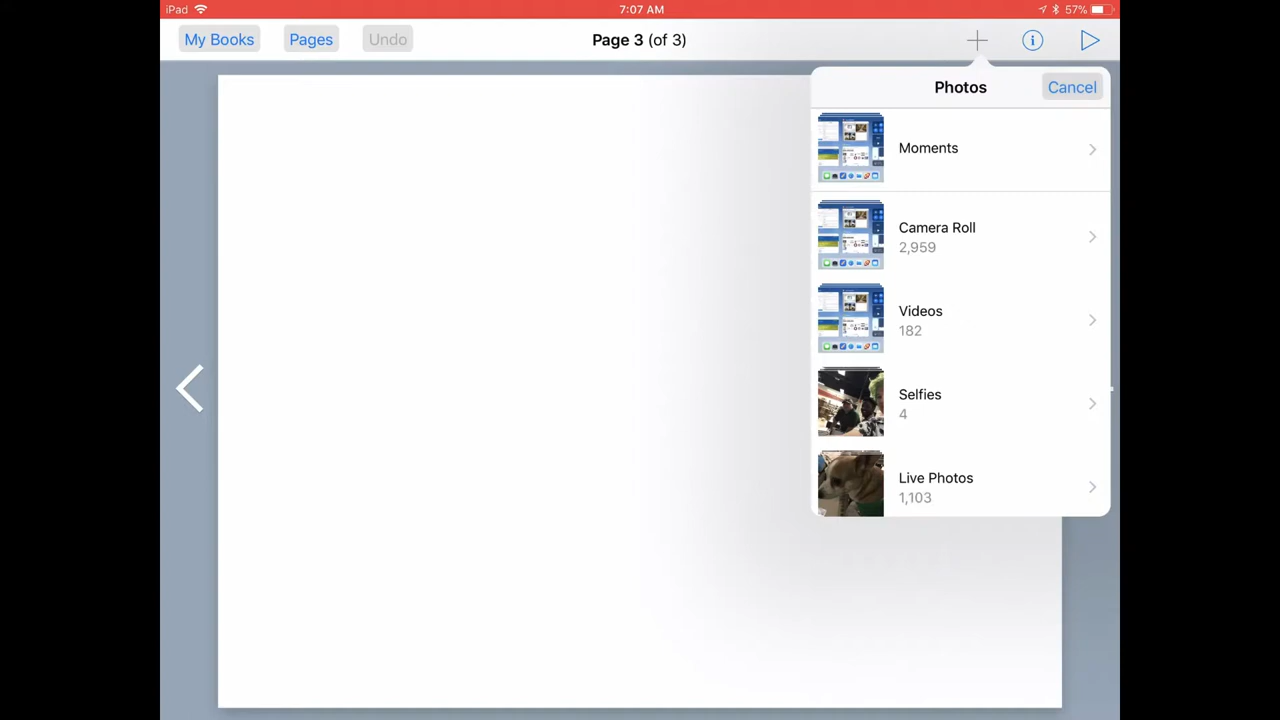 iPad 7:07 AM 57%
My Books Pages Undo Page 3 (of 3)
Photos Cancel
Moments
Camera Roll
2,959
Videos
182
Selfies
4
Live Photos
1,103